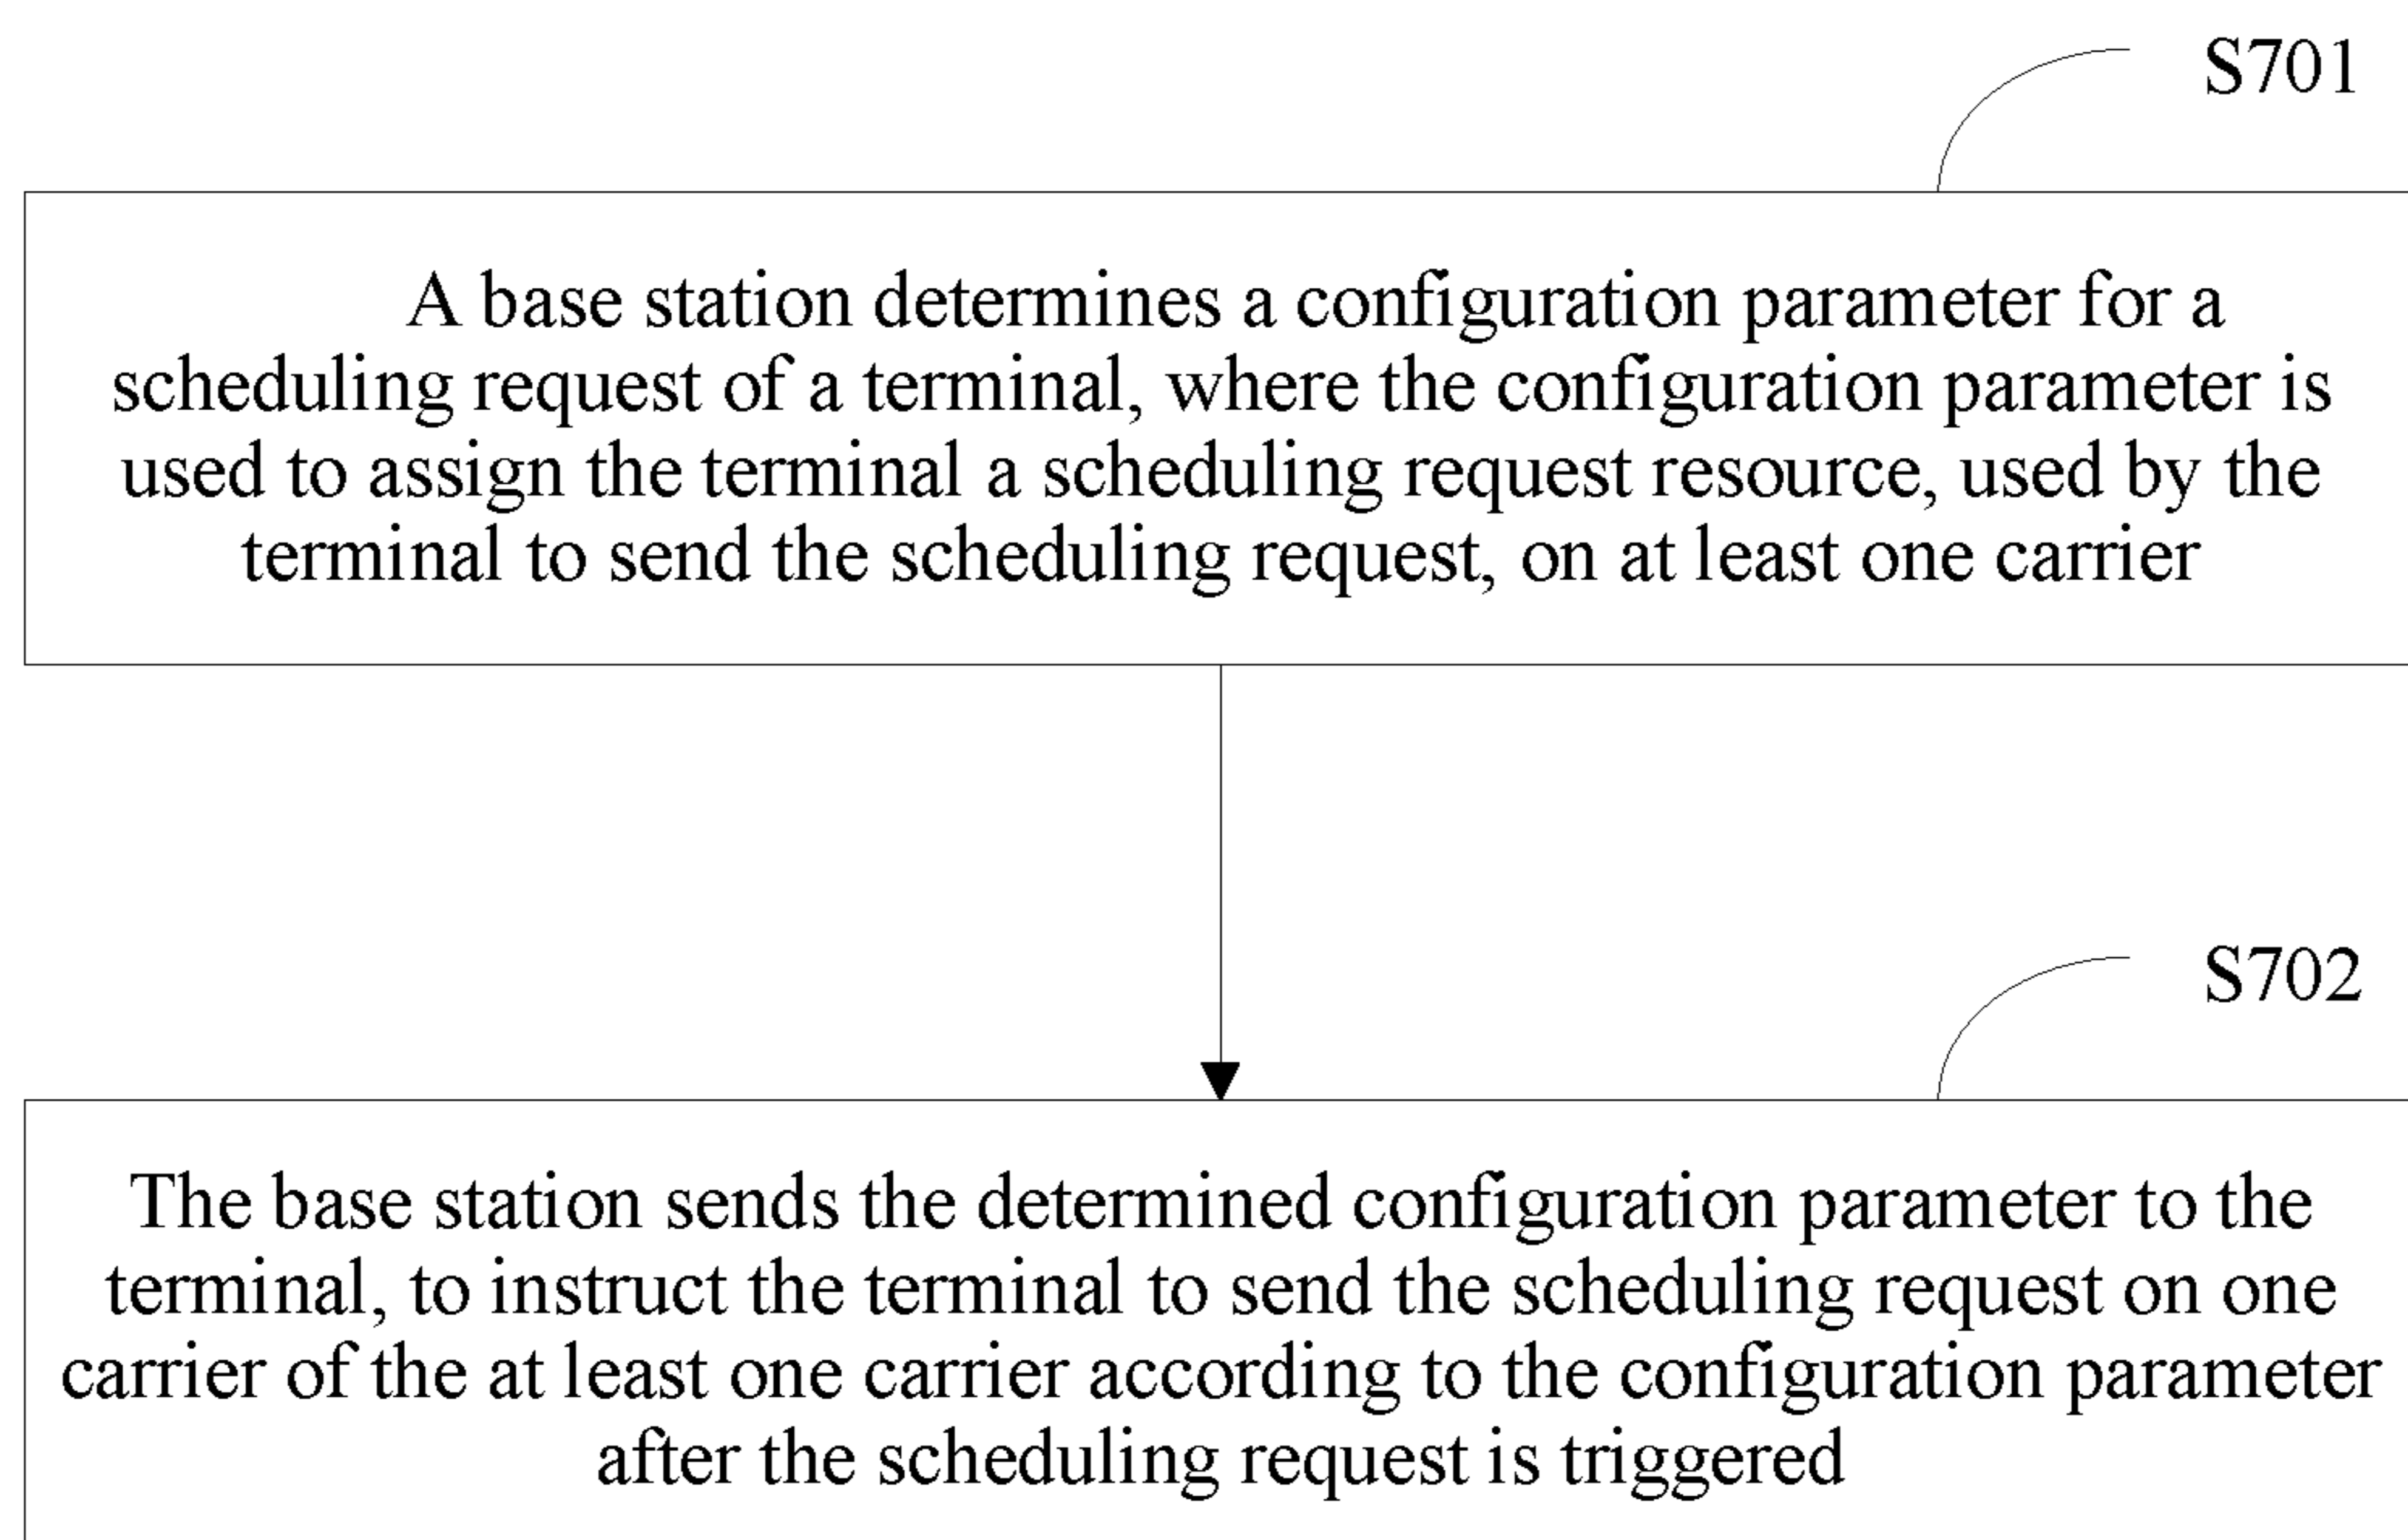 S701
A base station determines a configuration parameter for a
scheduling request of a terminal, where the configuration parameter is
used to assign the terminal a scheduling request resource, used by the
terminal to send the scheduling request, on at least one carrier
S702
The base station sends the determined configuration parameter to the
terminal, to instruct the terminal to send the scheduling request on one
carrier of the at least one carrier according to the configuration parameter
after the scheduling request is triggered